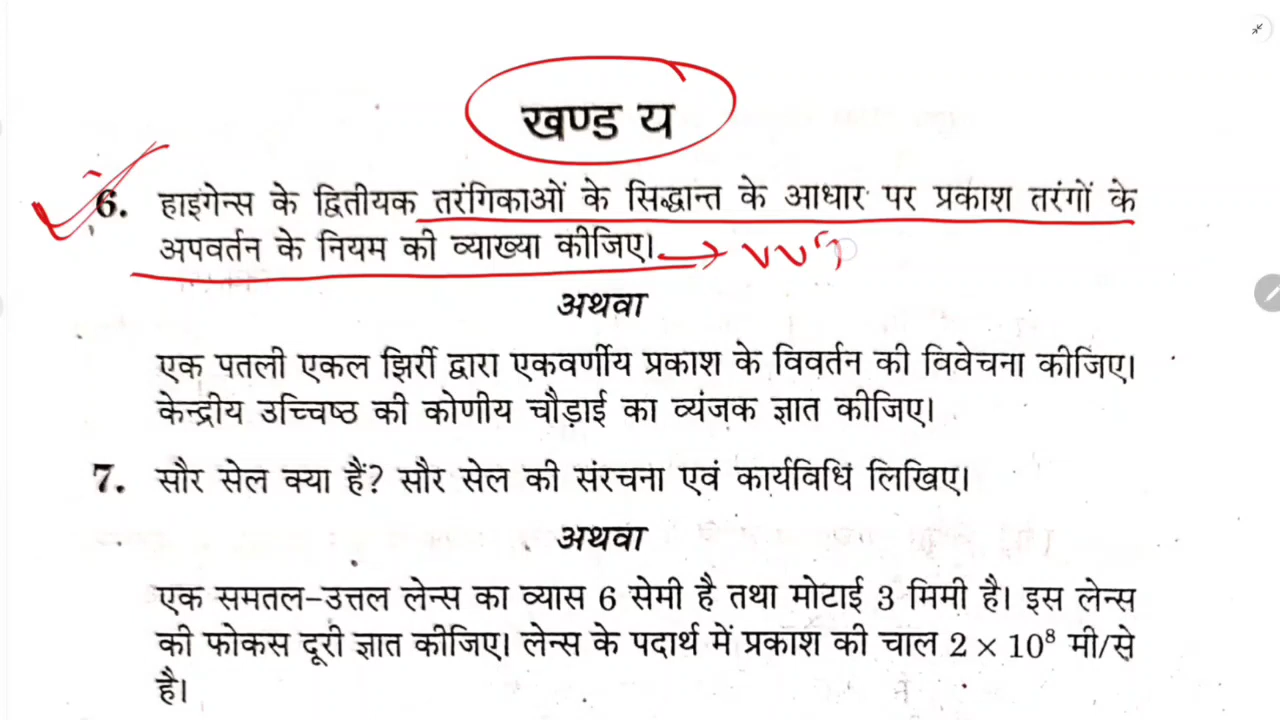 खण्ड य
6. हाइगेन्स के द्वितीयक तरंगिकाओं के सिद्धान्त के आधार पर प्रकाश तरंगों के
अपवर्तन के नियम की व्याख्या कीजिए। → VV
अथवा
एक पतली एकल झिर्री द्वारा एकवर्णीय प्रकाश के विवर्तन की विवेचना कीजिए।
केन्द्रीय उच्चिष्ठ की कोणीय चौड़ाई का व्यंजक ज्ञात कीजिए।
7. सौर सेल क्या हैं? सौर सेल की संरचना एवं कार्यविधि लिखिए।
अथवा
एक समतल-उत्तल लेन्स का व्यास 6 सेमी है तथा मोटाई 3 मिमी है। इस लेन्स
की फोकस दूरी ज्ञात कीजिए। लेन्स के पदार्थ में प्रकाश की चाल 2 × 10⁸ मी/से
है।